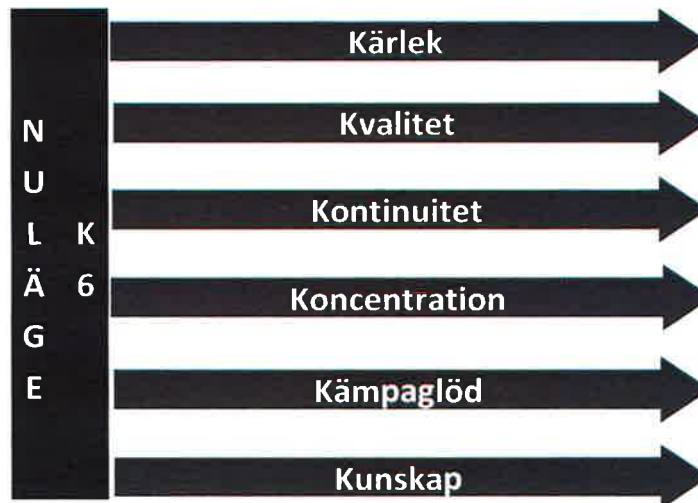 NULÄGE
K6
Kärlek
Kvalitet
Kontinuitet
Koncentration
Kämpaglöd
Kunskap